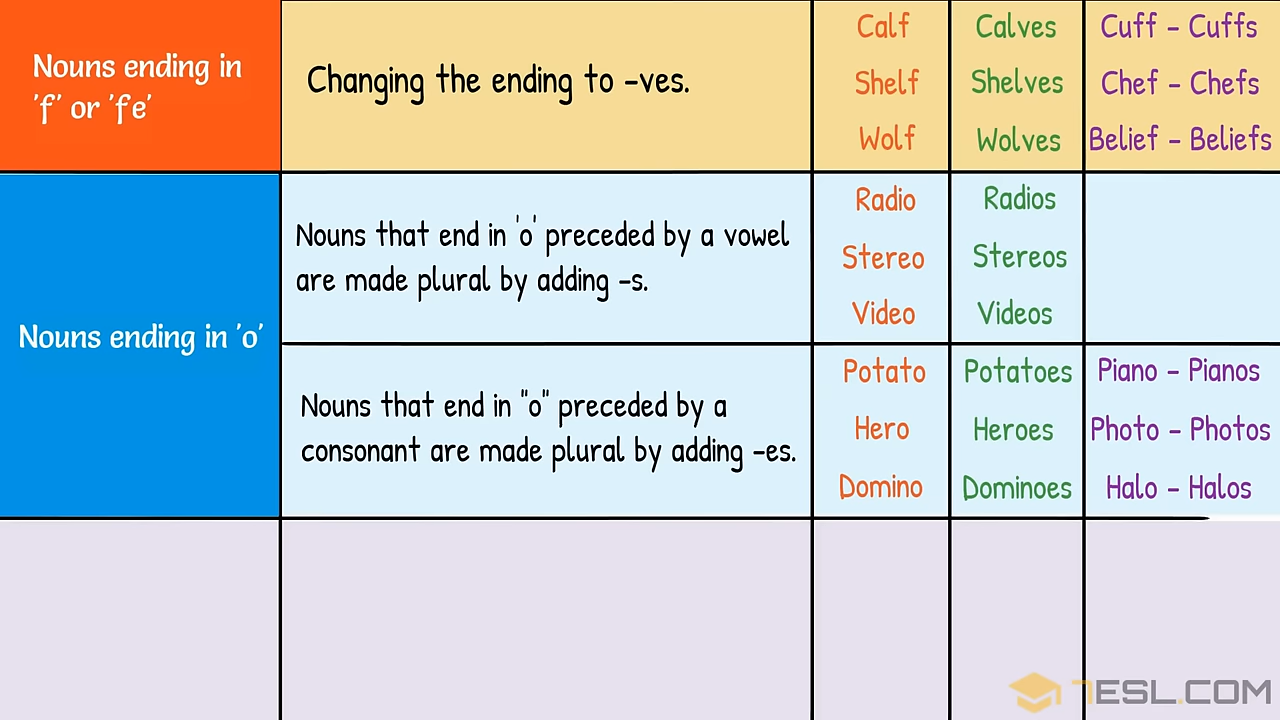 Nouns ending in
'f' or 'fe'
Changing the ending to -ves.
Calf
Shelf
Wolf
Calves
Shelves
Wolves
Cuff - Cuffs
Chef - Chefs
Belief - Beliefs
Nouns ending in 'o'
Nouns that end in 'o' preceded by a vowel
are made plural by adding -s.
Radio
Stereo
Video
Radios
Stereos
Videos
Nouns that end in "o" preceded by a
consonant are made plural by adding -es.
Potato
Hero
Domino
Potatoes
Heroes
Dominoes
Piano - Pianos
Photo - Photos
Halo - Halos
7ESL.COM